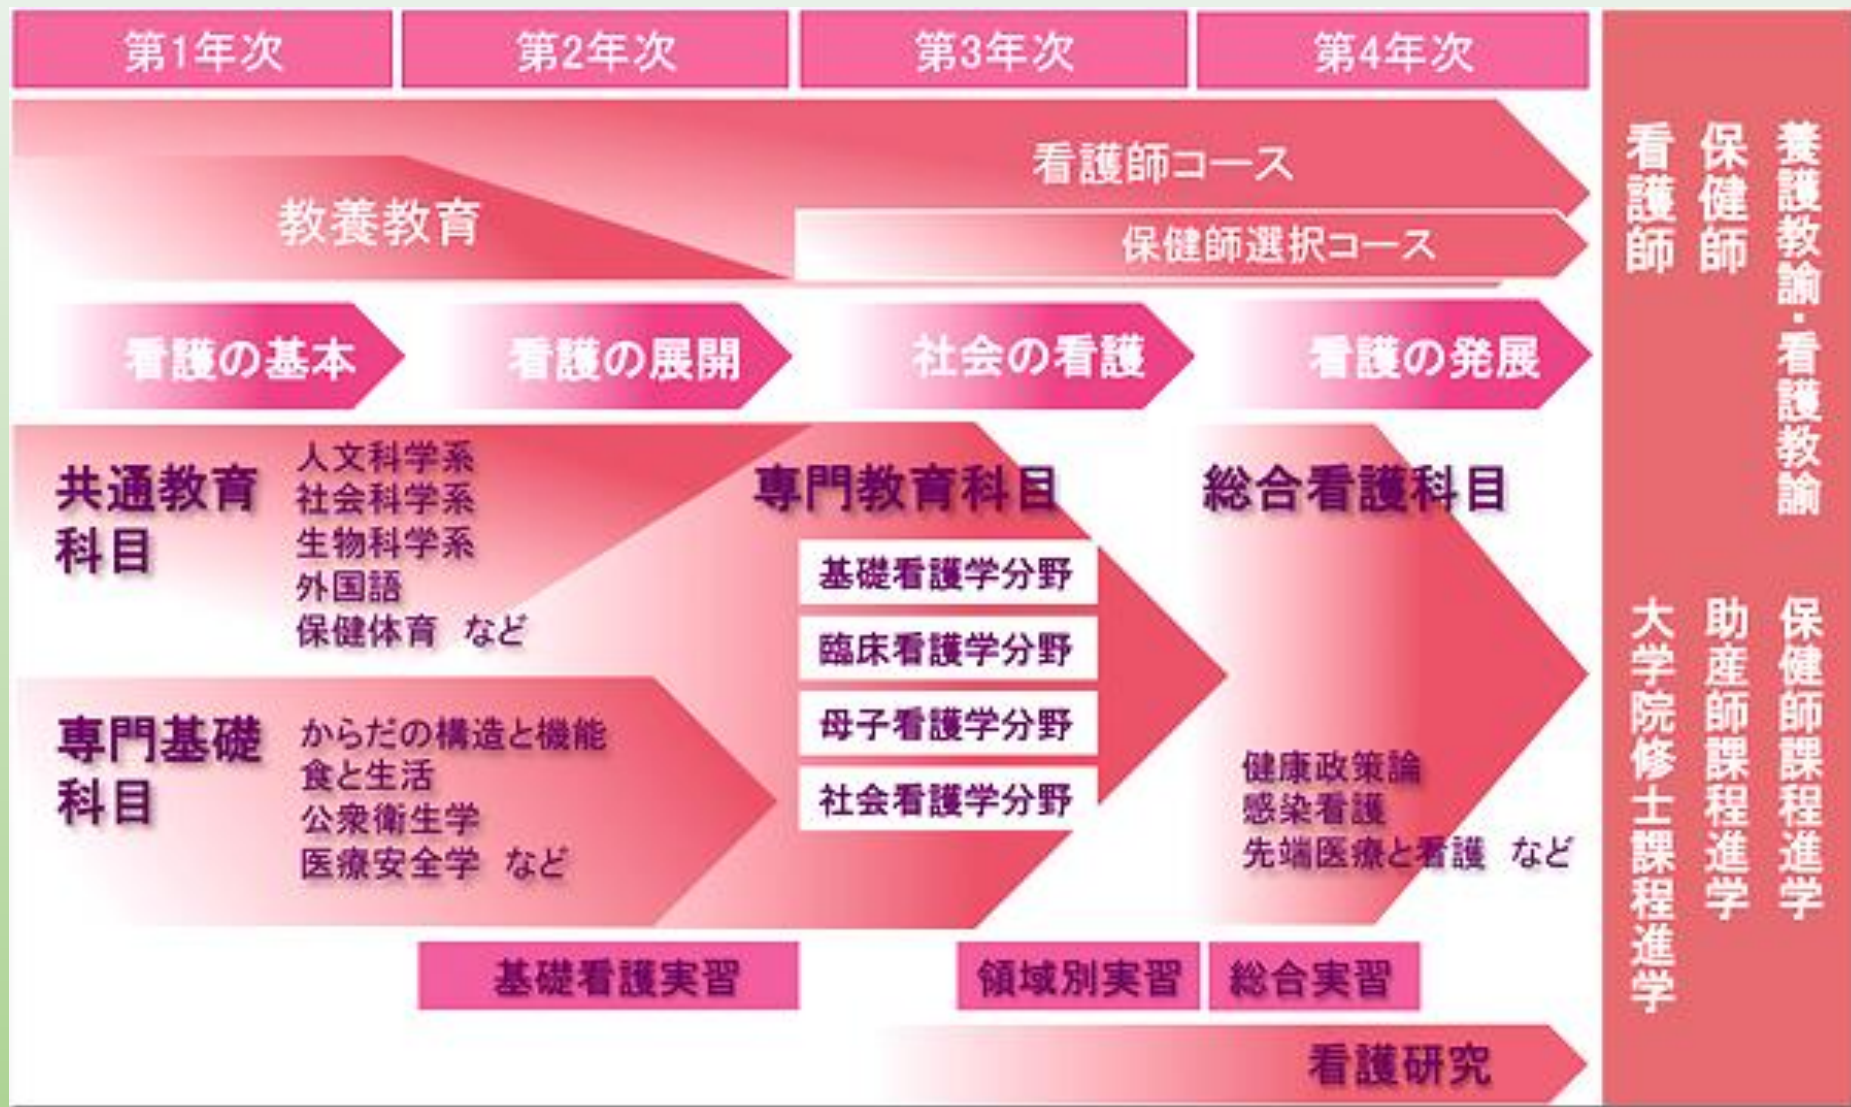 第1年次
第2年次
第3年次
第4年次
看護師コース
教養教育
保健師選択コース
看護の基本
看護の展開
社会の看護
看護の発展
共通教育
科目
人文科学系
社会科学系
生物科学系
外国語
保健体育 など
専門基礎
科目
からだの構造と機能
食と生活
公衆衛生学
医療安全学 など
専門教育科目
基礎看護学分野
臨床看護学分野
母子看護学分野
社会看護学分野
総合看護科目
健康政策論
感染看護
先端医療と看護 など
基礎看護実習
領域別実習
総合実習
看護研究
養護教諭・看護教諭
保健師
看護師
保健師課程進学
助産師課程進学
大学院修士課程進学